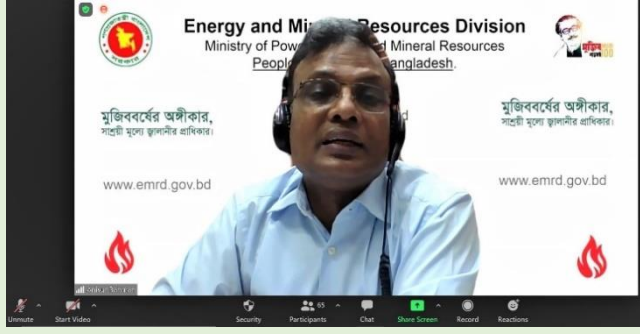 Energy and Mi Resources Division
Ministry of Pow d Mineral Resources
Peopl angladesh.
মুজিববর্ষের অঙ্গীকার,
সাশ্রয়ী মূল্যে জ্বালানীর প্রাধিকার।
মুজিববর্ষের অঙ্গীকার,
সাশ্রয়ী মূল্যে জ্বালানীর প্রাধিকার।
www.emrd.gov.bd
www.emrd.gov.bd
Unmute
Start Video
Security
65
Participants
Chat
Share Screen
Record
Reactions